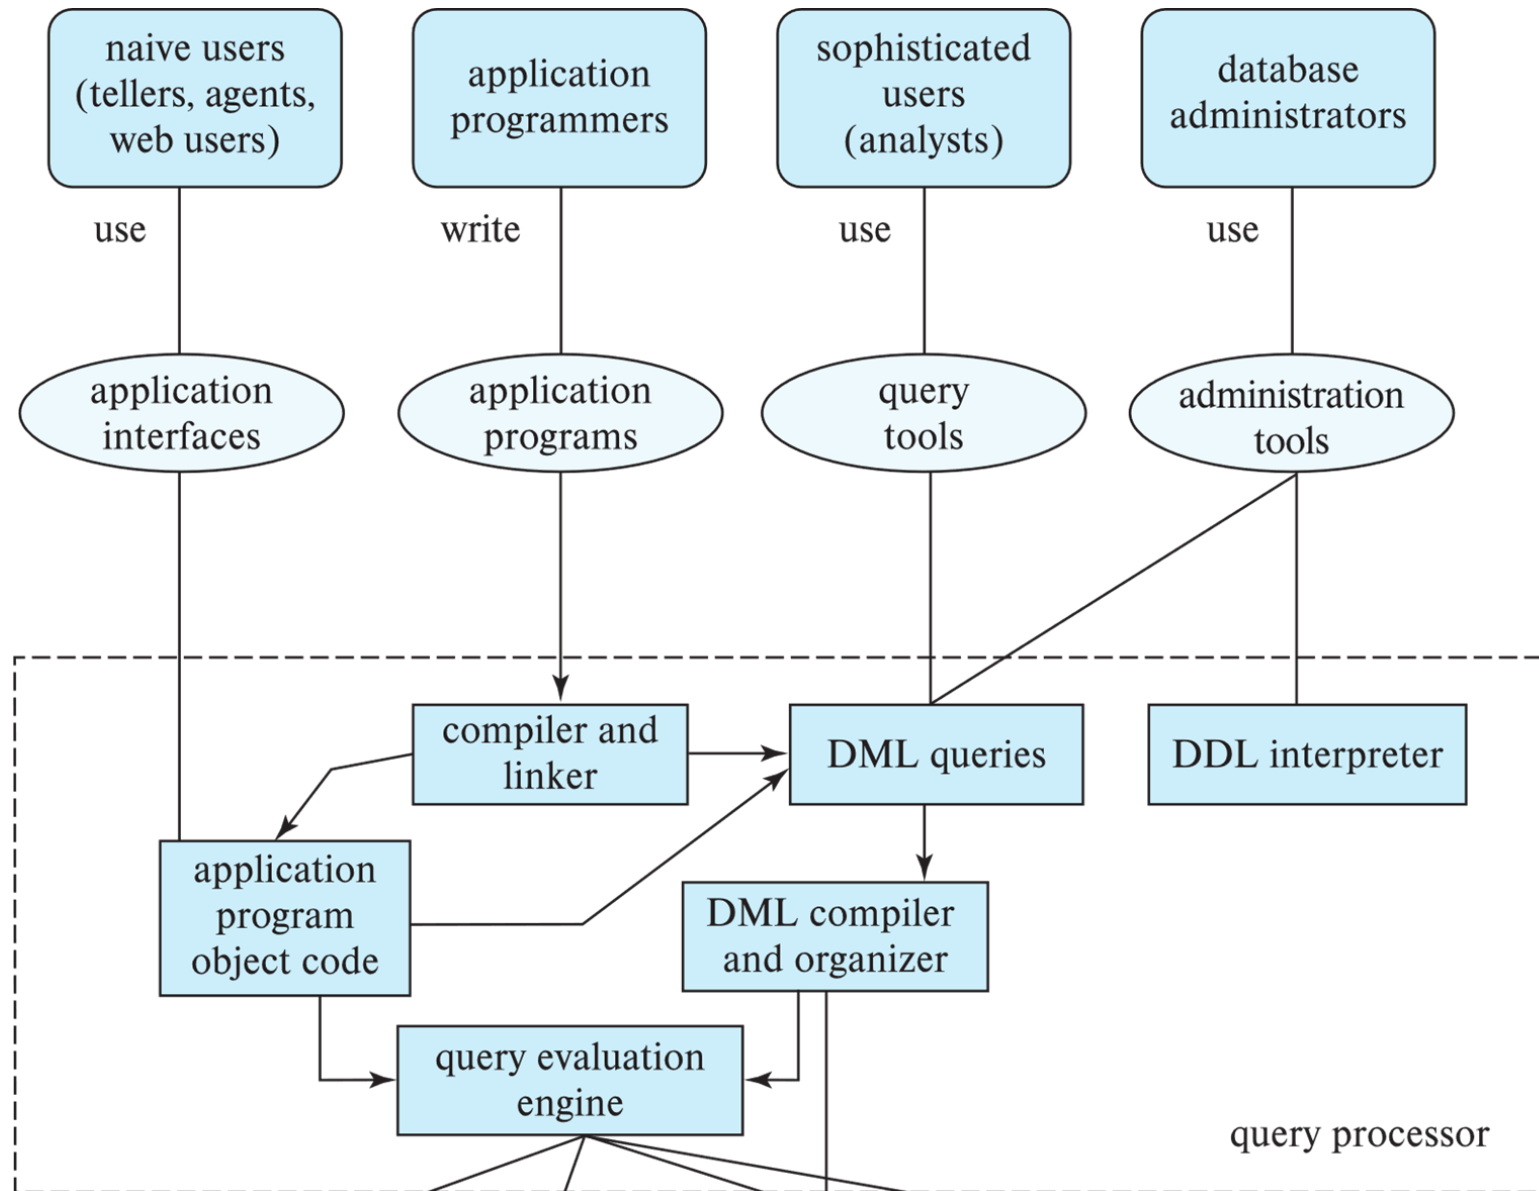 naive users
(tellers, agents,
web users)
application
programmers
sophisticated
users
(analysts)
database
administrators
use
write
use
use
application
interfaces
application
programs
query
tools
administration
tools
compiler and
linker
DML queries
DDL interpreter
application
program
object code
DML compiler
and organizer
query evaluation
engine
query processor